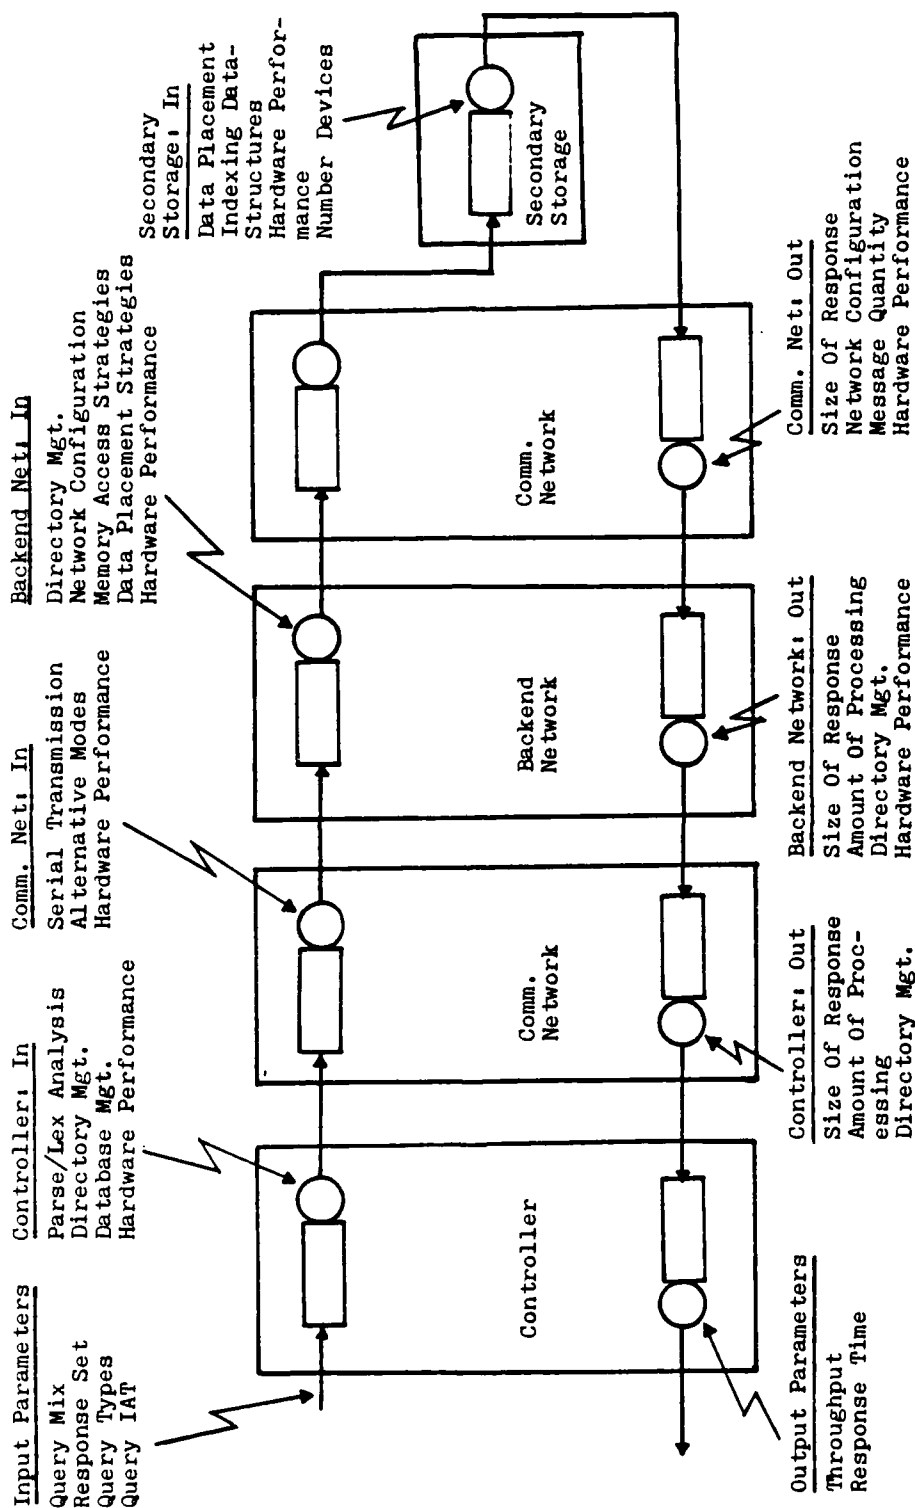 Input Parameters
Query Mix
Response Set
Query Types
Query IAT
Controller: In
Parse/Lex Analysis
Directory Mgt.
Database Mgt.
Hardware Performance
Comm. Net: In
Serial Transmission
Alternative Modes
Hardware Performance
Backend Net: In
Directory Mgt.
Network Configuration
Memory Access Strategies
Data Placement Strategies
Hardware Performance
Secondary
Storage: In
Data Placement
Indexing Data-
Structures
Hardware Perfor-
mance
Number Devices
Controller
Comm.
Network
Backend
Network
Comm.
Network
Secondary
Storage
Output Parameters
Throughput
Response Time
Controller: Out
Size Of Response
Amount Of Proc-
essing
Directory Mgt.
Backend Network: Out
Size Of Response
Amount Of Processing
Directory Mgt.
Hardware Performance
Comm. Net: Out
Size Of Response
Network Configuration
Message Quantity
Hardware Performance